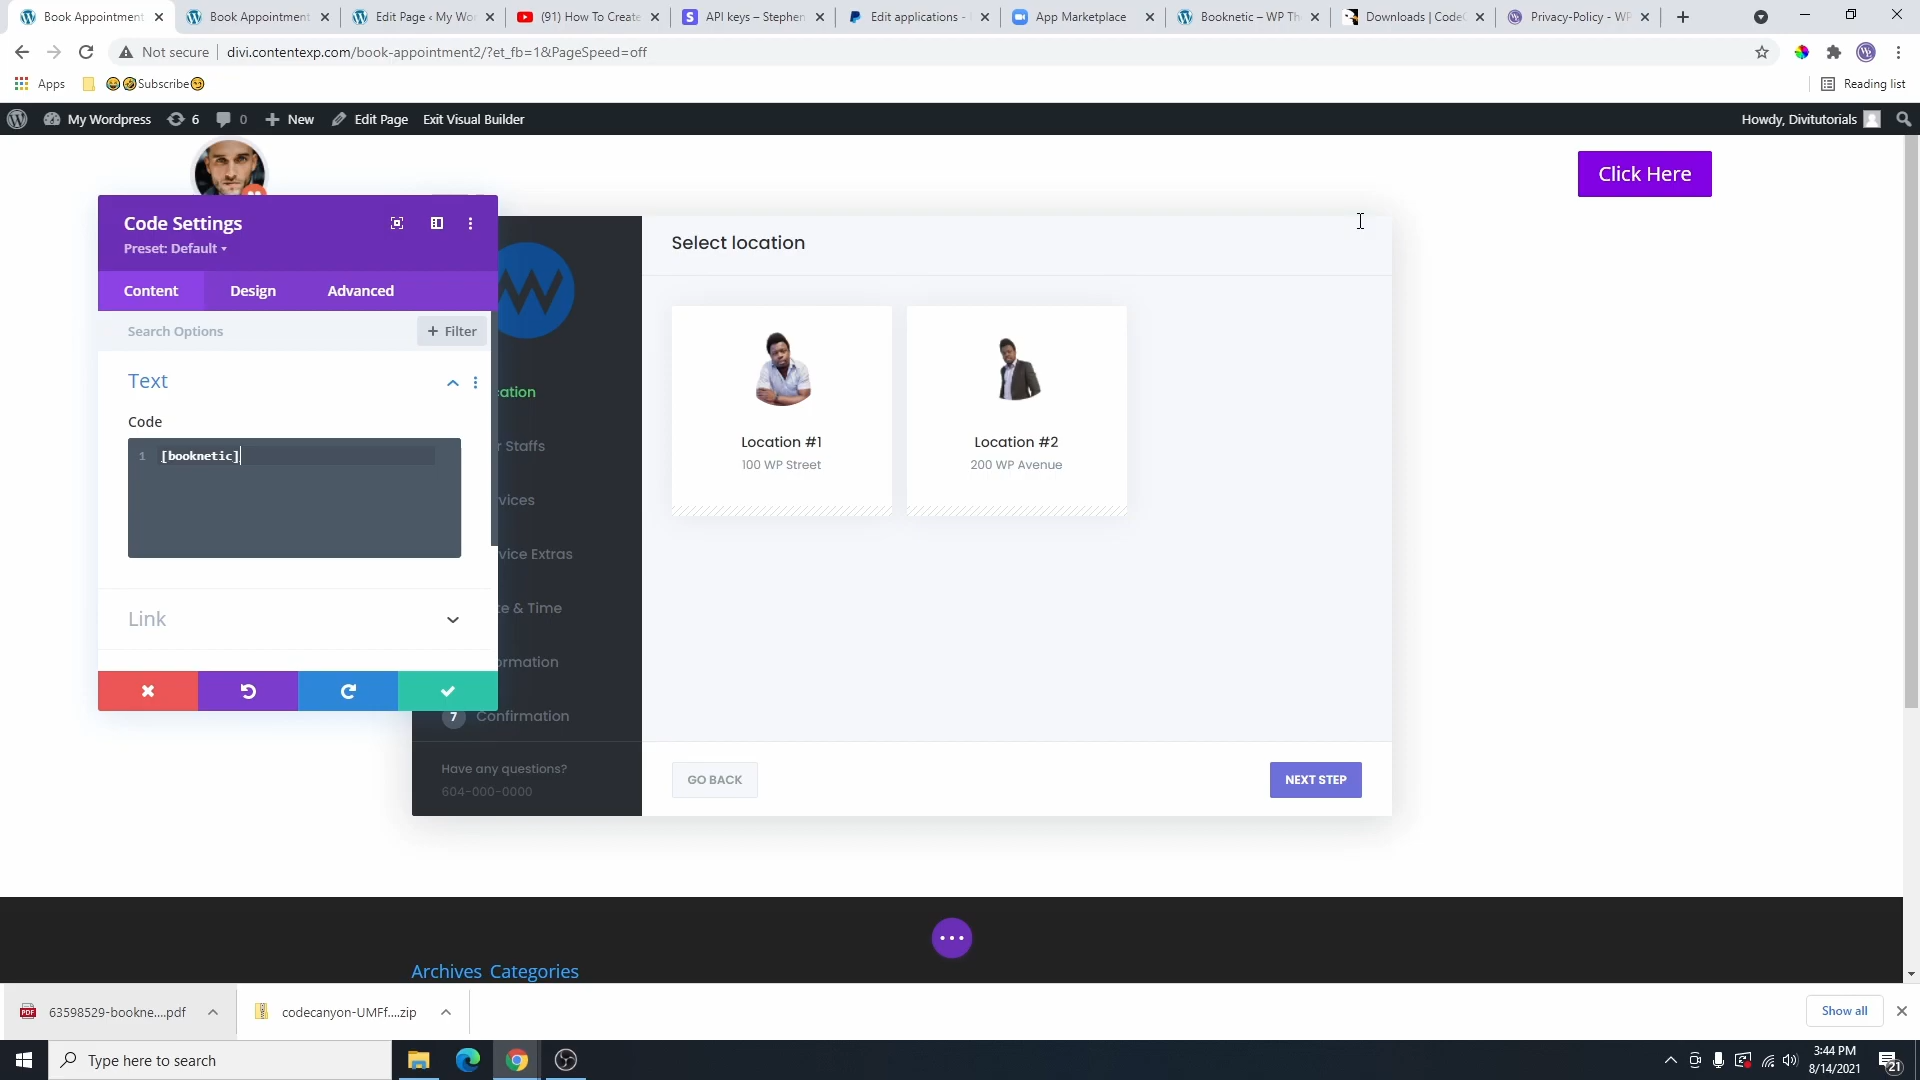 Book Appointment
Book Appointment
Edit Page ‹ My Wo
(91) How To Create
API keys – Stephen
Edit applications -
App Marketplace
Booknetic – WP Th
Downloads | Code
Privacy-Policy - WP
Not secure
divi.contentexp.com/book-appointment2/?et_fb=1&PageSpeed=off
Apps
😂🤣Subscribe😏
Reading list
My Wordpress
6
0
New
Edit Page
Exit Visual Builder
Howdy, Divitutorials
Click Here
Code Settings
Preset: Default
Content
Design
Advanced
Search Options
+ Filter
Text
Code
1
[booknetic]
Link
cation
r Staffs
vices
vice Extras
te & Time
ormation
7
Confirmation
Have any questions?
604-000-0000
Select location
Location #1
100 WP Street
Location #2
200 WP Avenue
GO BACK
NEXT STEP
Archives
Categories
63598529-bookne....pdf
codecanyon-UMFf....zip
Show all
Type here to search
3:44 PM
8/14/2021
21